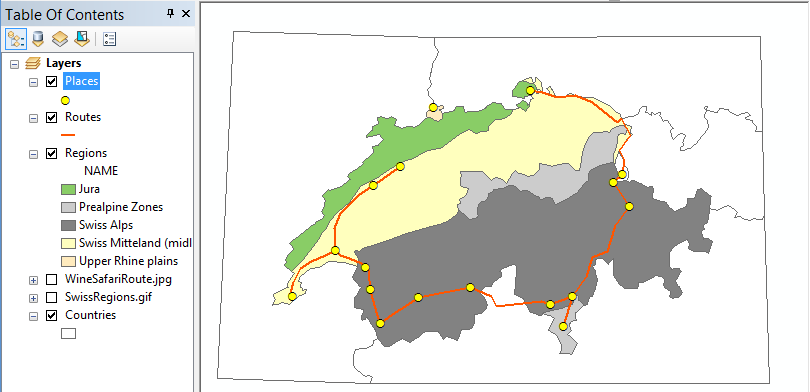 Table Of Contents
Layers
Places
Routes
Regions
NAME
Jura
Prealpine Zones
Swiss Alps
Swiss Mitteland (midl
Upper Rhine plains
WineSafariRoute.jpg
SwissRegions.gif
Countries